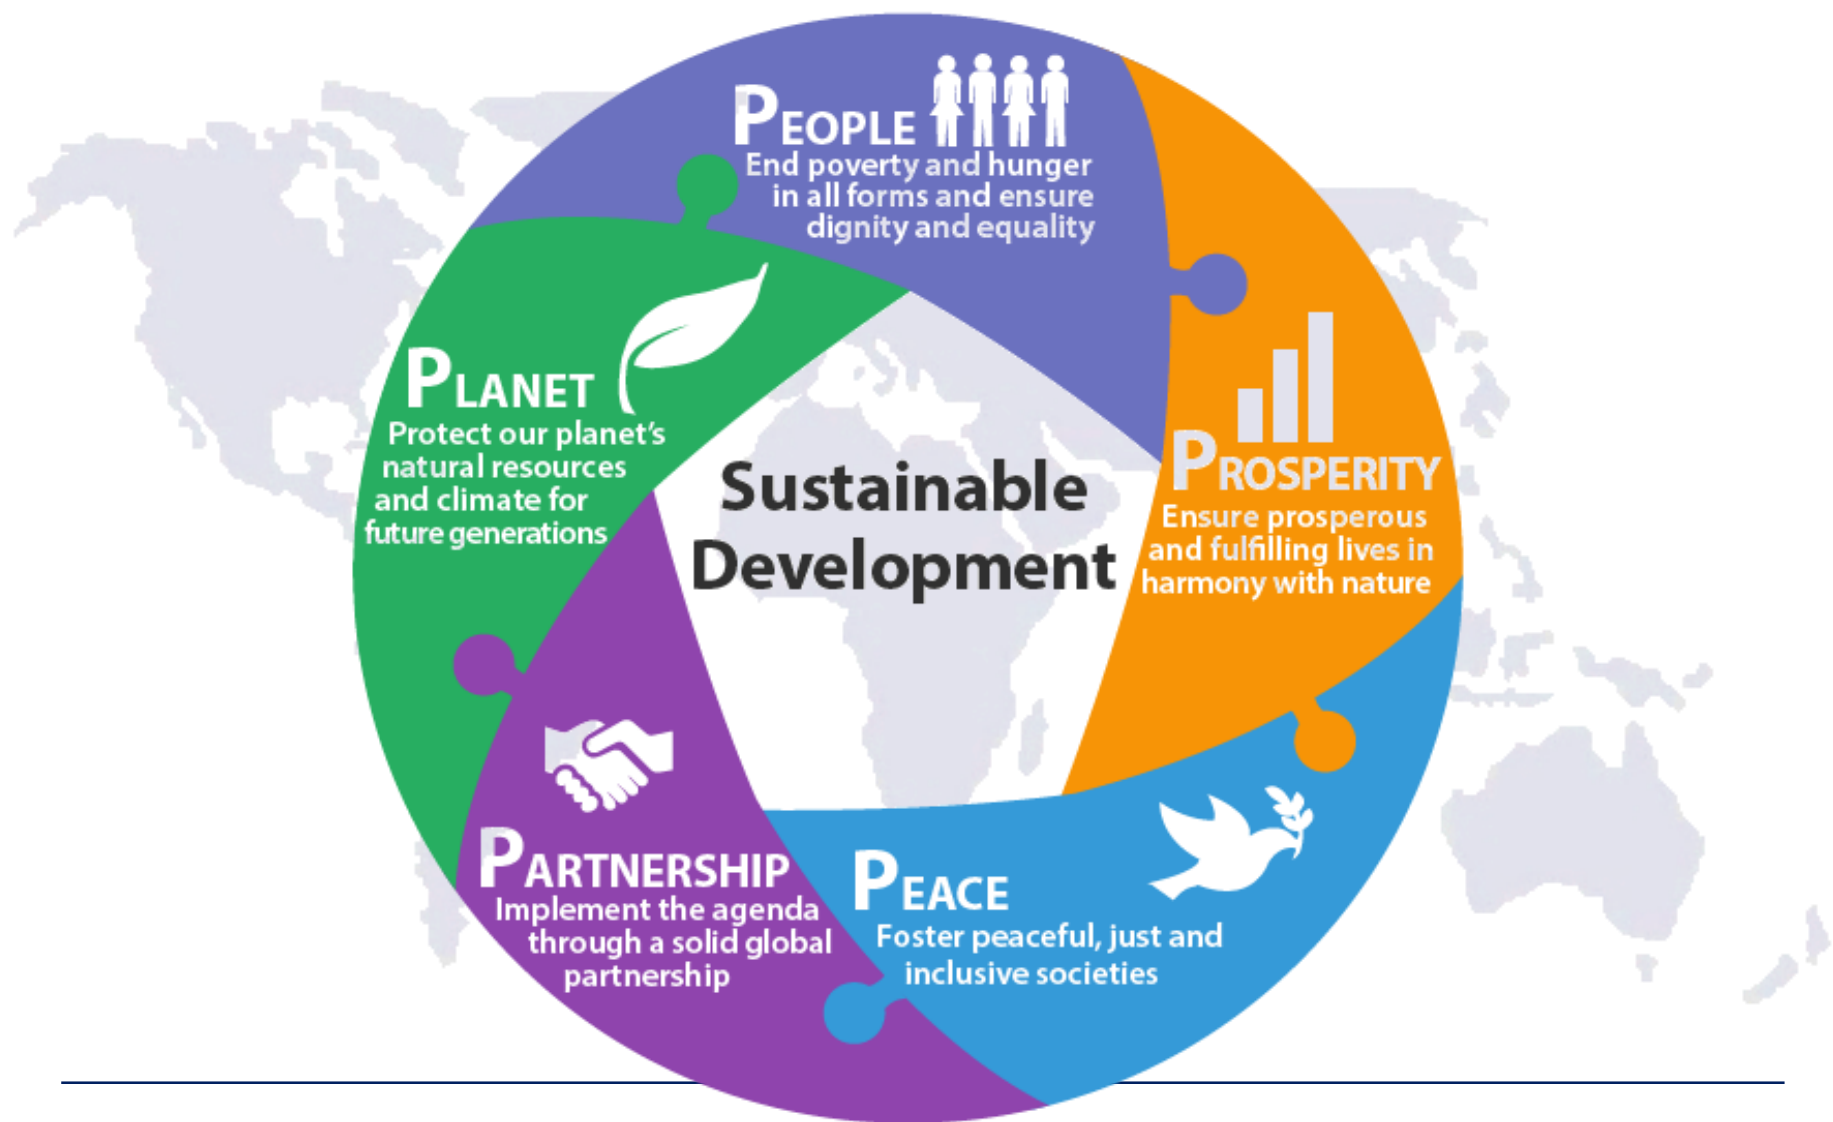 PEOPLE
End poverty and hunger
in all forms and ensure
dignity and equality
PROSPERITY
Ensure prosperous
and fulfilling lives in
harmony with nature
PLANET
Protect our planet's
natural resources
and climate for
future generations
Sustainable
Development
PARTNERSHIP
Implement the agenda
through a solid global
partnership
PEACE
Foster peaceful, just and
inclusive societies